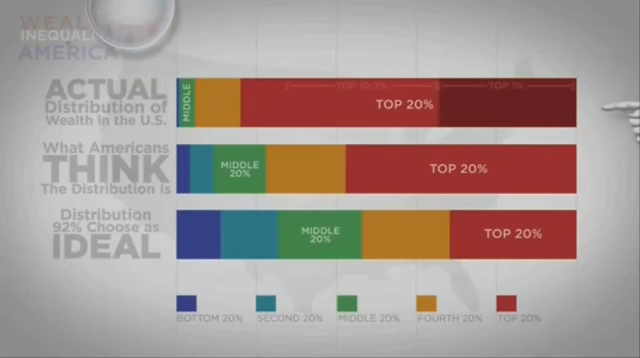 WEAL
INEQUALI
AMERICA
ACTUAL
Distribution of
Wealth in the U.S.
MIDDLE
TOP 20%
TOP 1%
What Americans
THINK
The Distribution Is
MIDDLE
20%
TOP 20%
Distribution
92% Choose as
IDEAL
MIDDLE
20%
TOP 20%
BOTTOM 20%
SECOND 20%
MIDDLE 20%
FOURTH 20%
TOP 20%